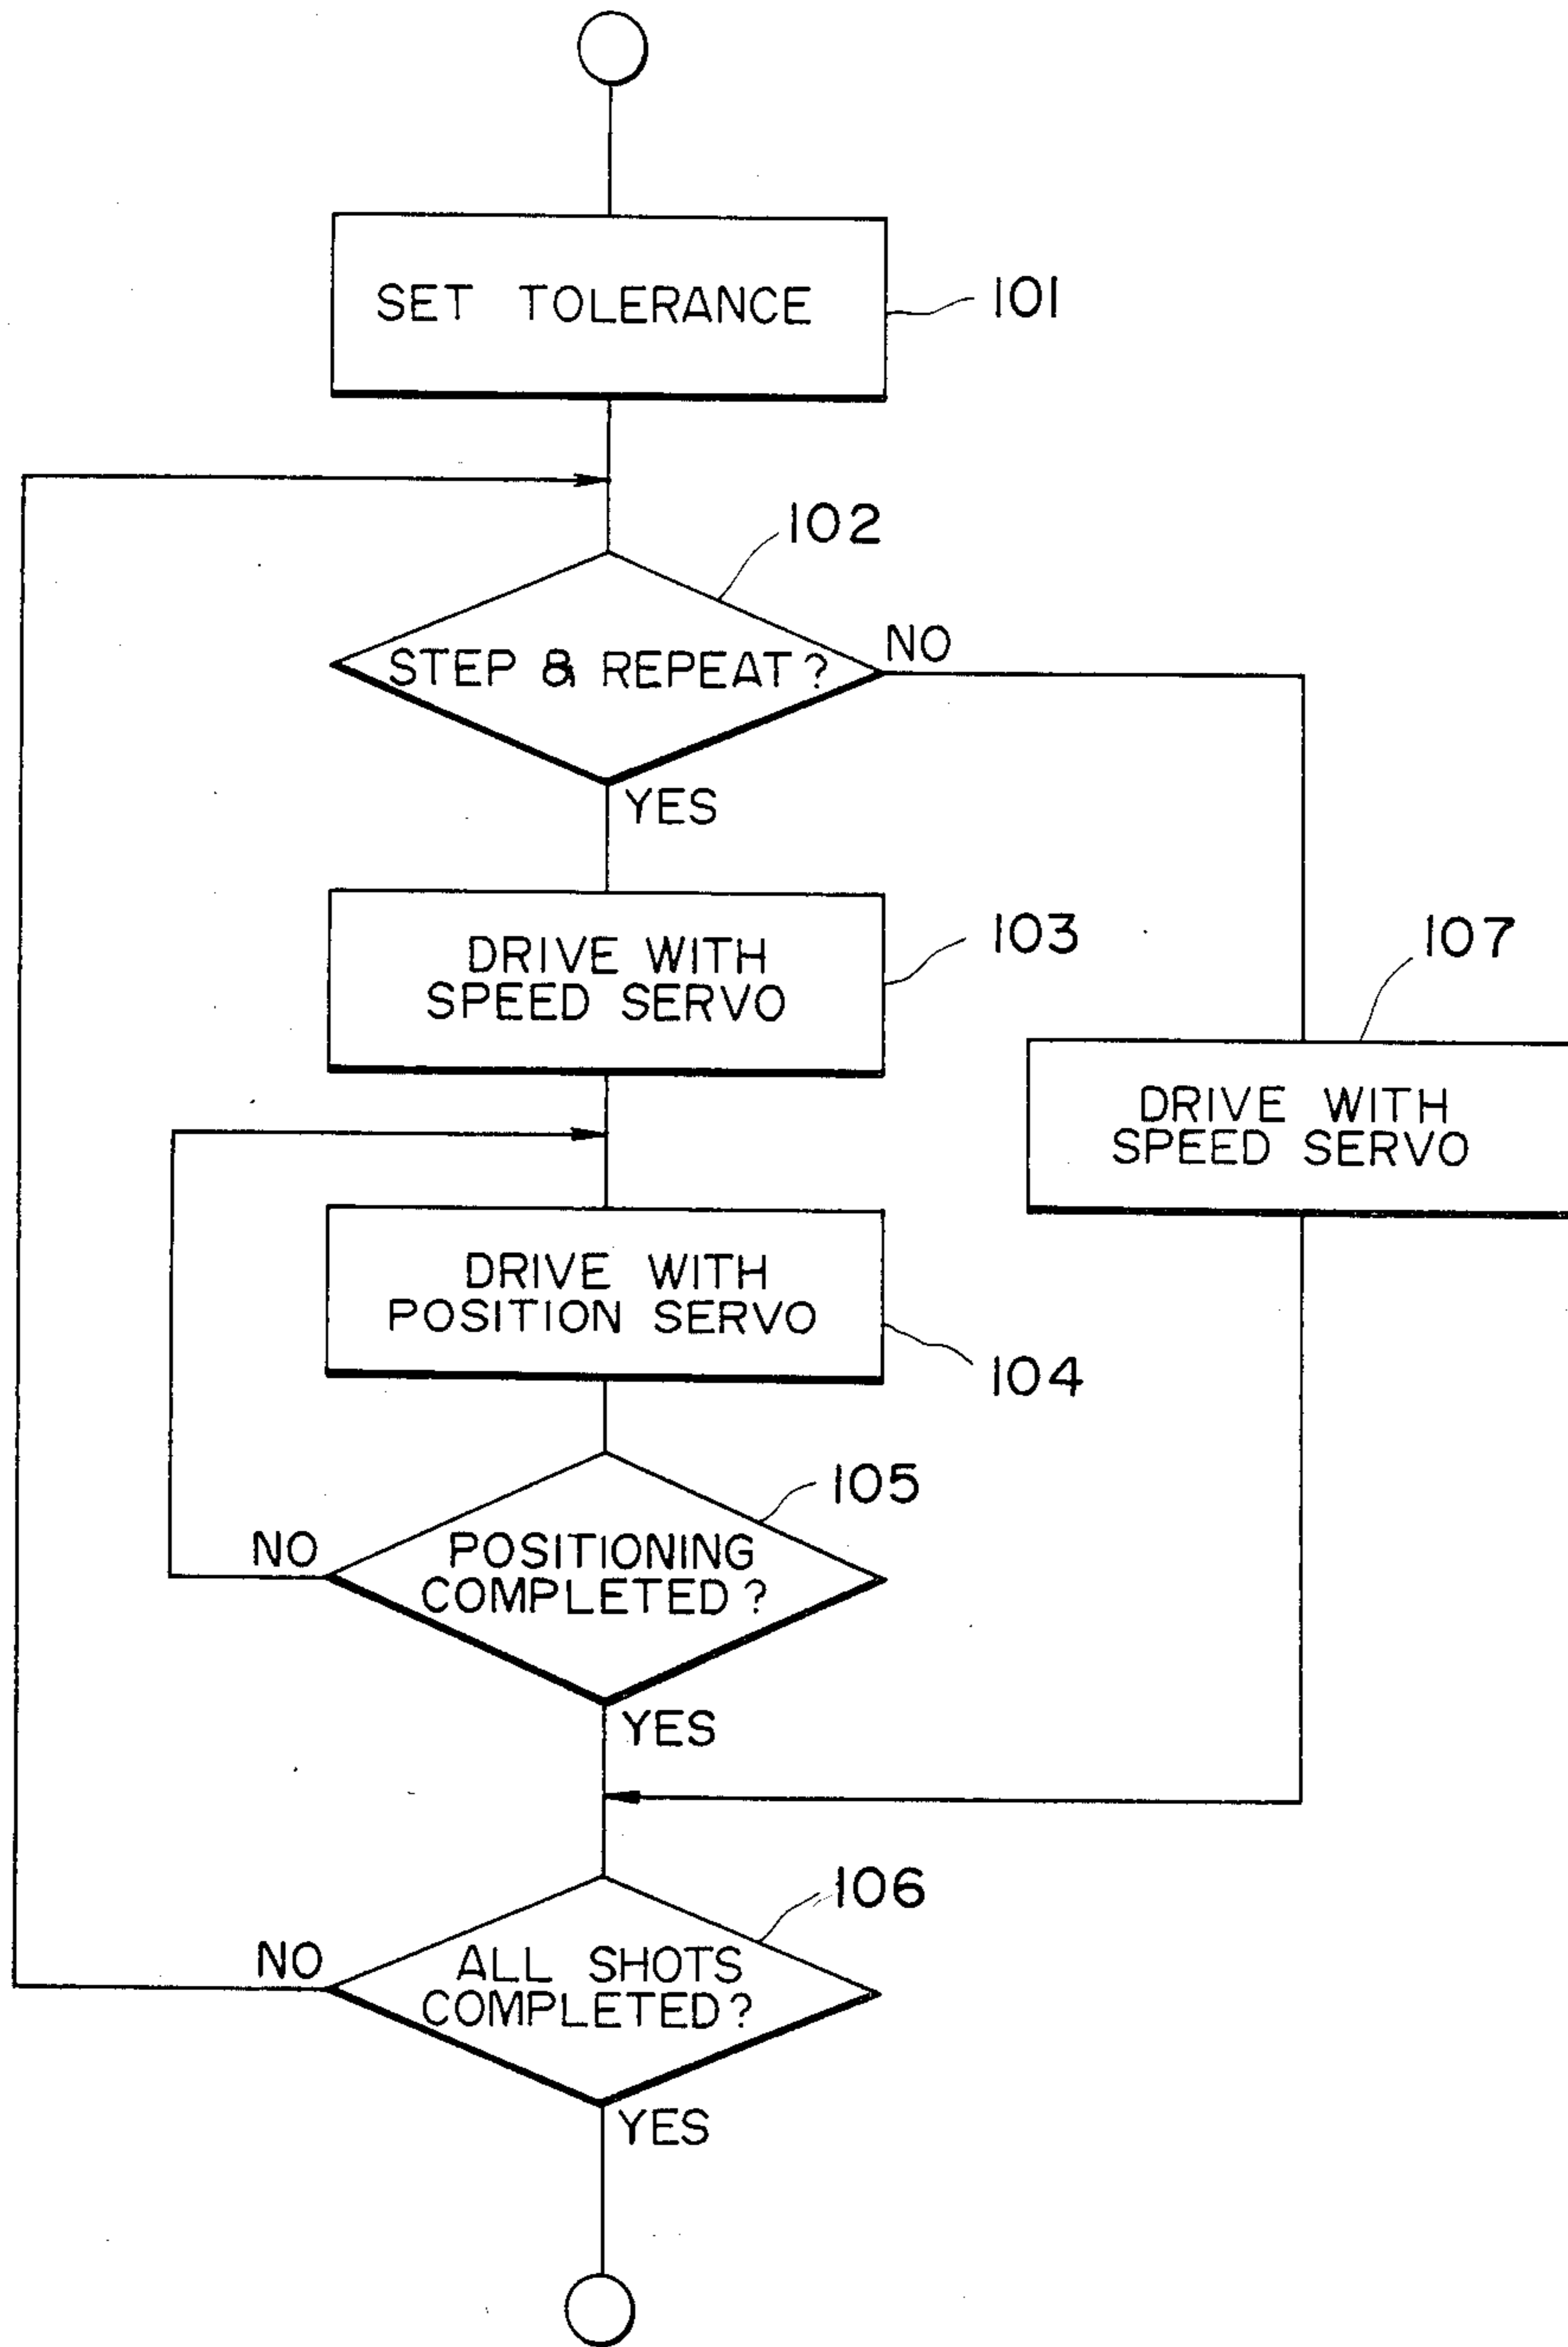 SET TOLERANCE
101
102
STEP & REPEAT?
NO
YES
DRIVE WITH
SPEED SERVO
103
107
DRIVE WITH
SPEED SERVO
DRIVE WITH
POSITION SERVO
104
105
NO
POSITIONING
COMPLETED?
YES
106
NO
ALL SHOTS
COMPLETED?
YES